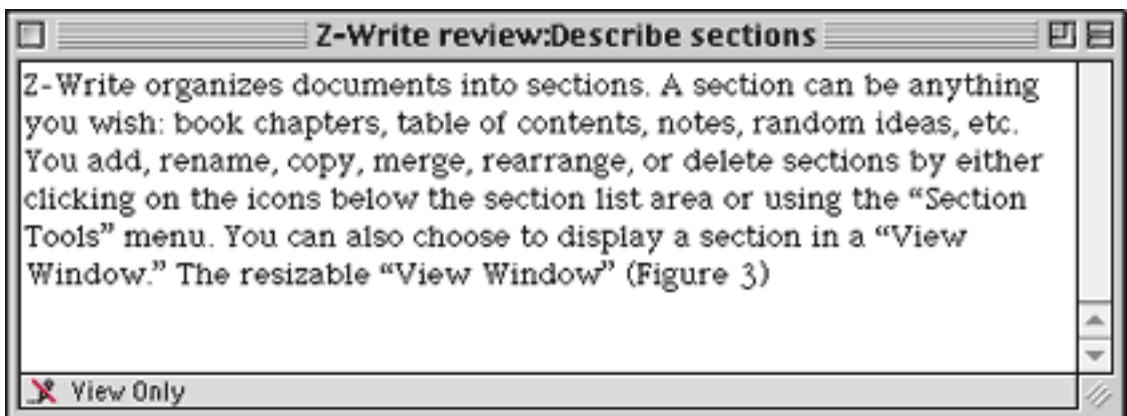 Z-Write review:Describe sections
Z-Write organizes documents into sections. A section can be anything
you wish: book chapters, table of contents, notes, random ideas, etc.
You add, rename, copy, merge, rearrange, or delete sections by either
clicking on the icons below the section list area or using the “Section
Tools” menu. You can also choose to display a section in a “View
Window.” The resizable “View Window” (Figure 3)
View Only